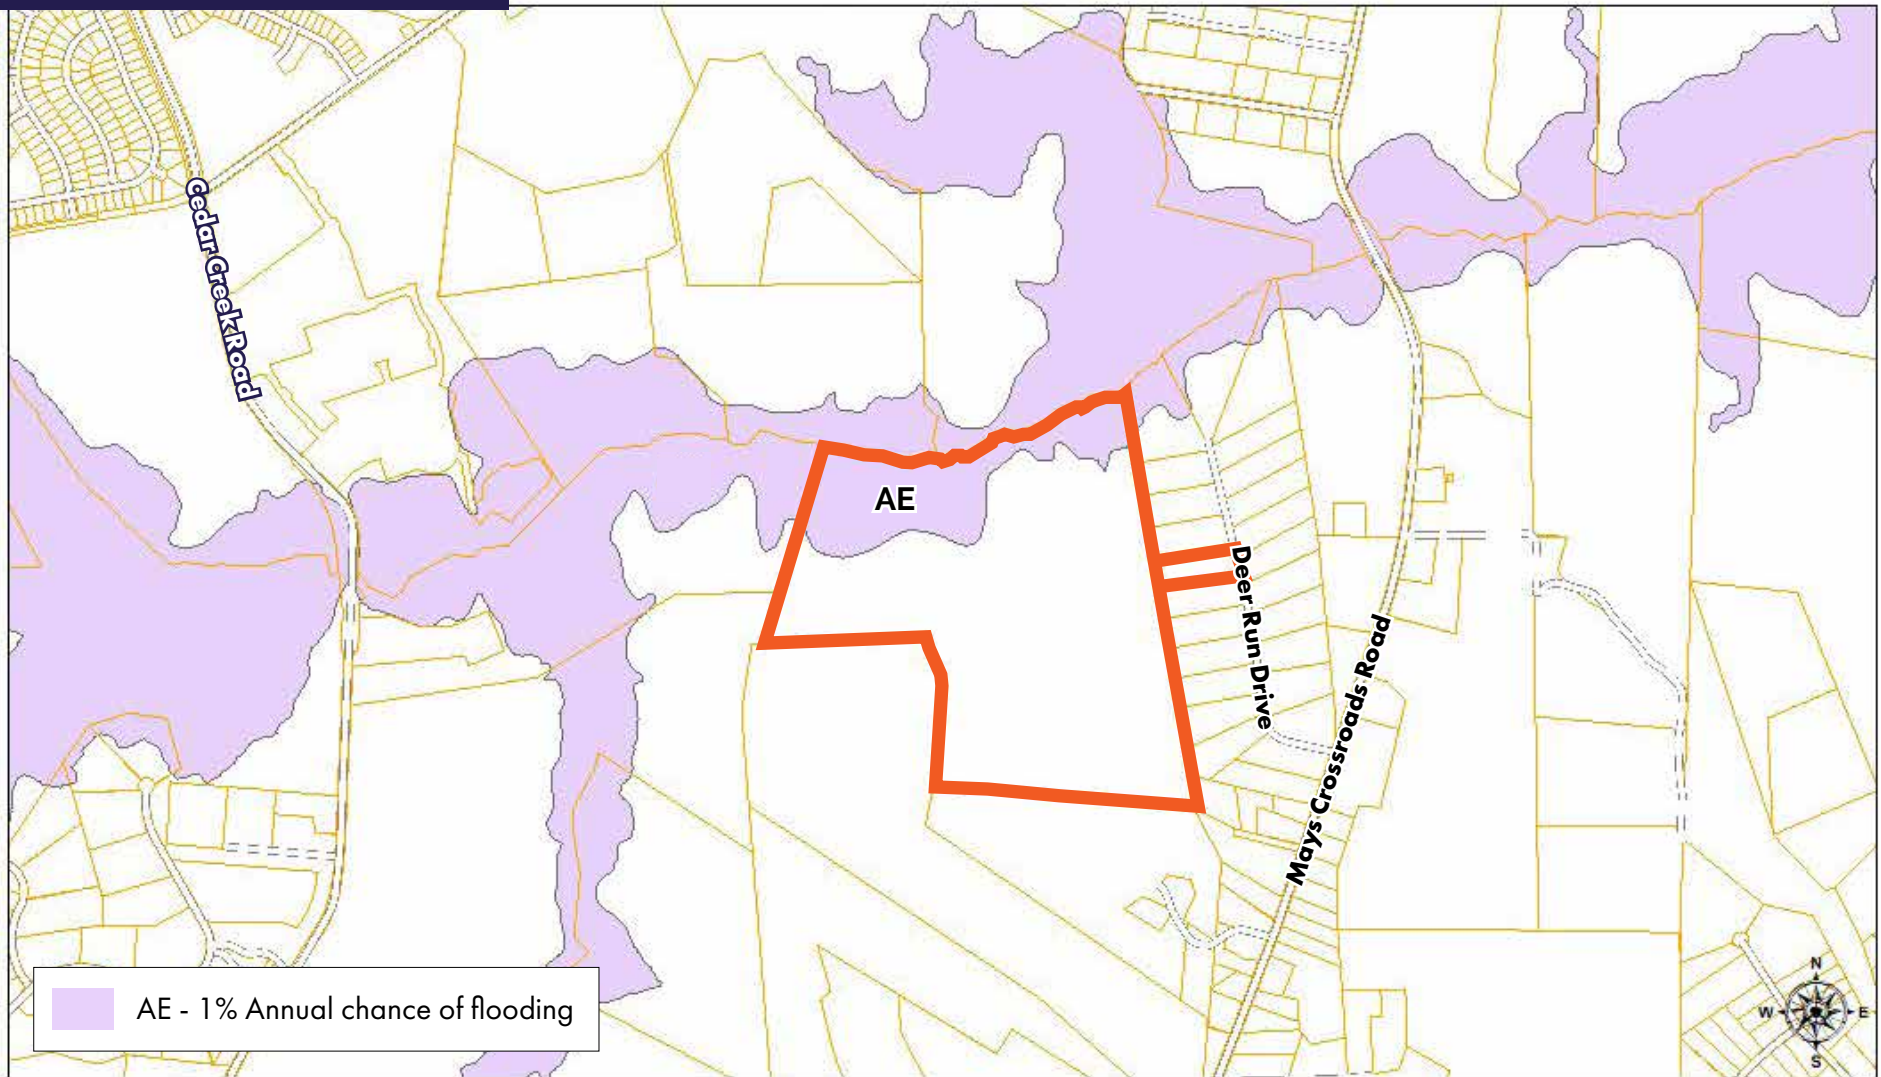 Cedar Creek Road
AE
Deer Run Drive
Mays Crossroads Road
AE - 1% Annual chance of flooding
N
W
E
S